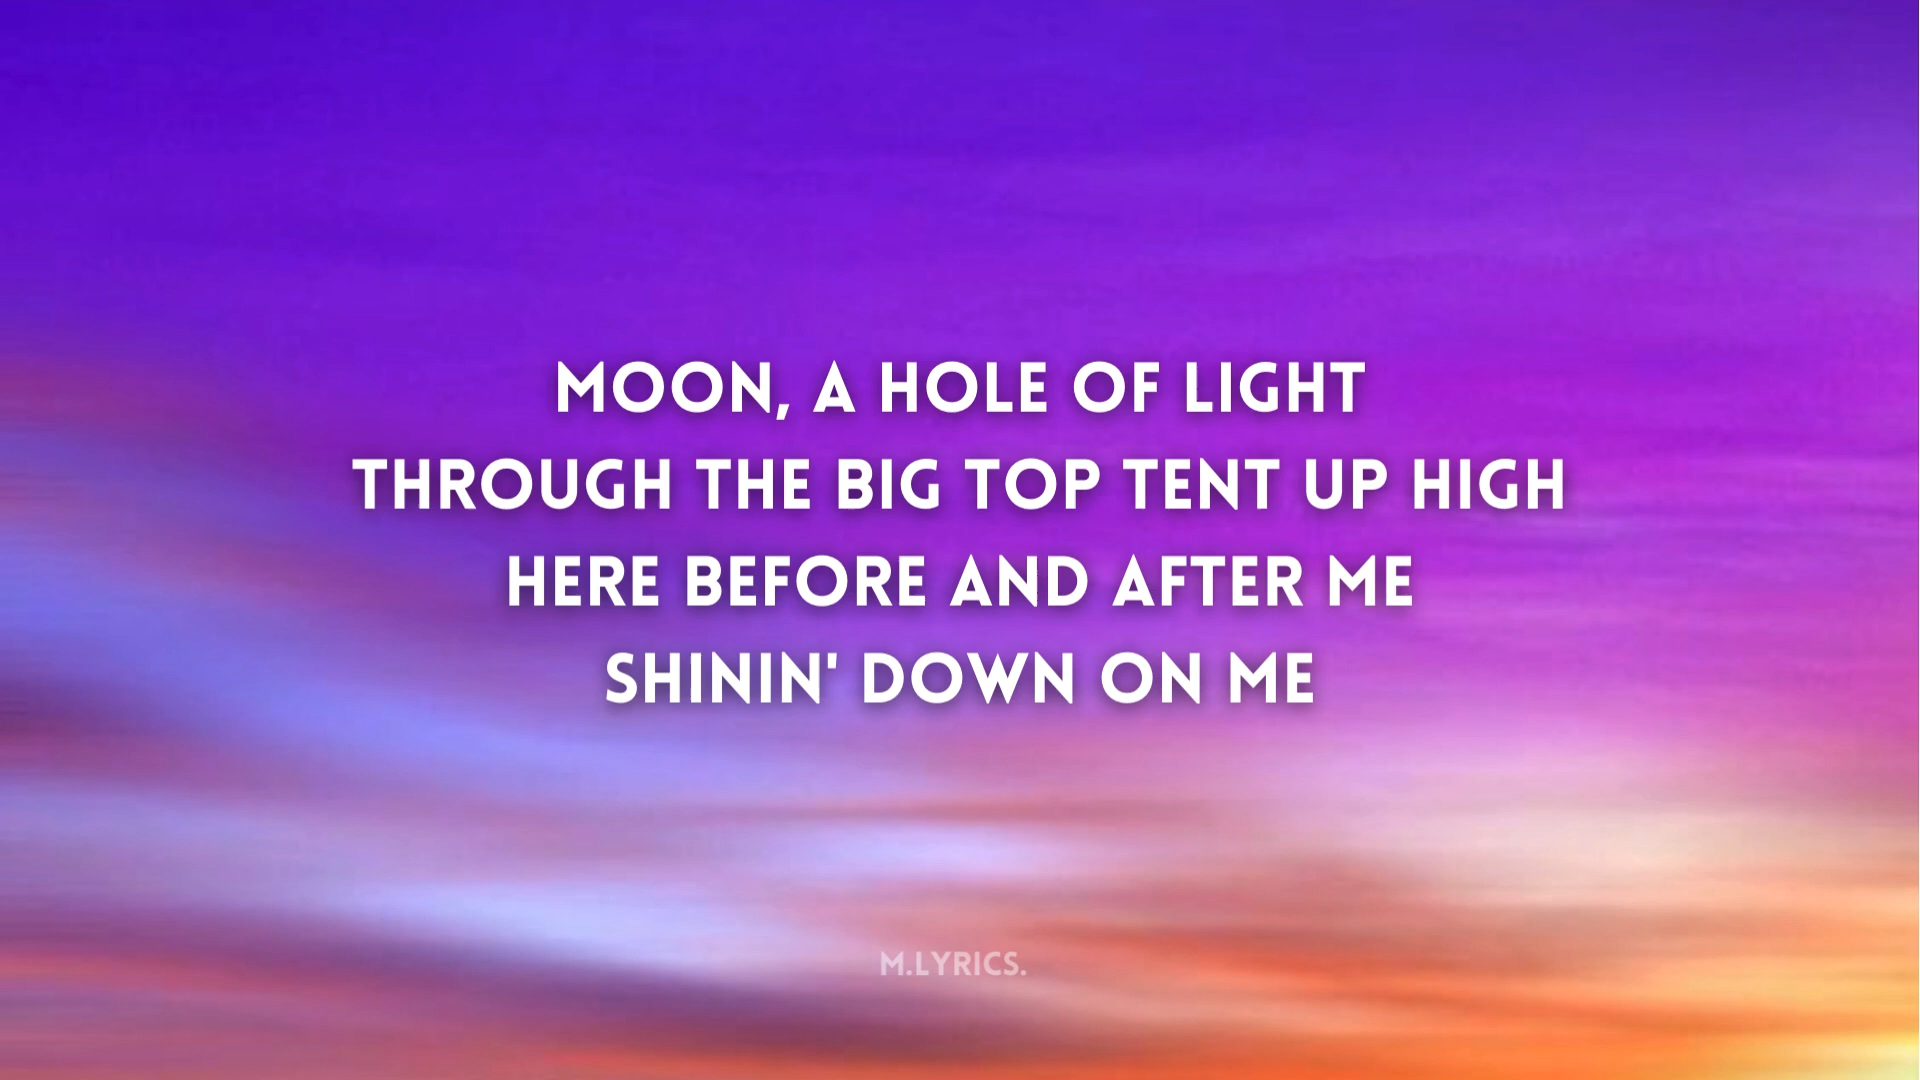 MOON, A HOLE OF LIGHT
THROUGH THE BIG TOP TENT UP HIGH
HERE BEFORE AND AFTER ME
SHININ' DOWN ON ME
M.LYRICS.